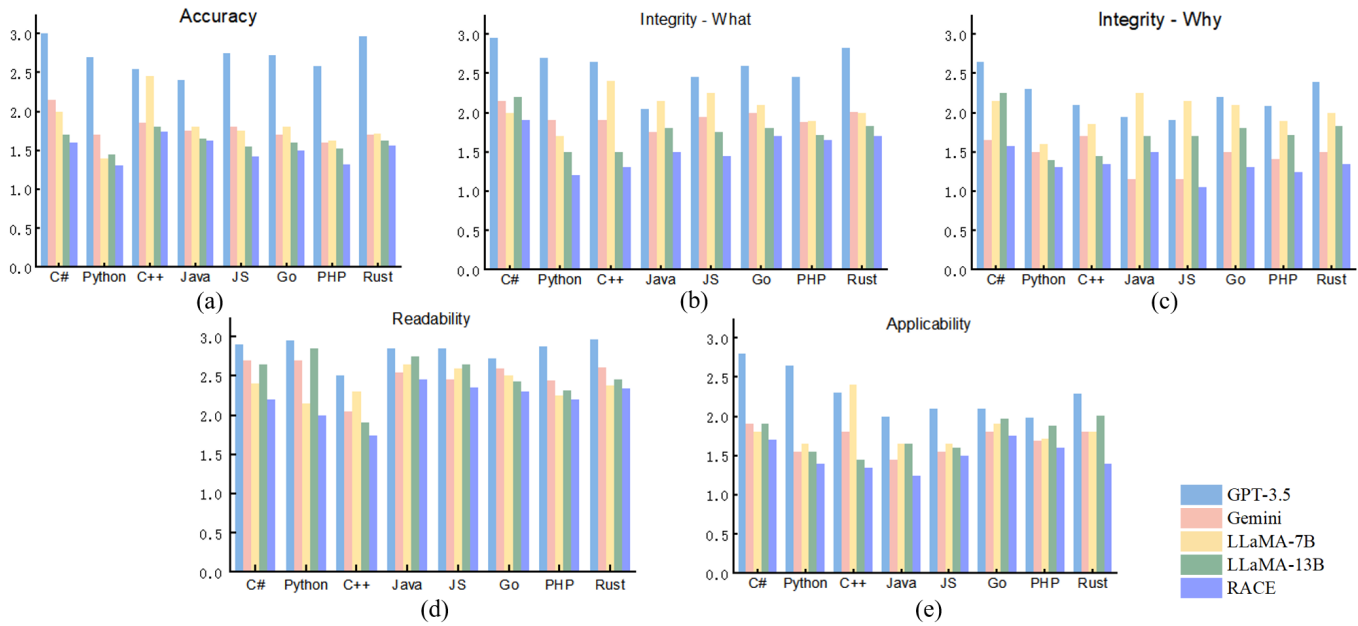 Accuracy
3.0
2.5
2.0
1.5
1.0
0.5
0.0
C# Python C++ Java JS Go PHP Rust
(a)
Integrity - What
3.0
2.5
2.0
1.5
1.0
0.5
0.0
C# Python C++ Java JS Go PHP Rust
(b)
Integrity - Why
3.0
2.5
2.0
1.5
1.0
0.5
0.0
C# Python C++ Java JS Go PHP Rust
(c)
Readability
3.0
2.5
2.0
1.5
1.0
0.5
0.0
C# Python C++ Java JS Go PHP Rust
(d)
Applicability
3.0
2.5
2.0
1.5
1.0
0.5
0.0
C# Python C++ Java JS Go PHP Rust
(e)
GPT-3.5
Gemini
LLaMA-7B
LLaMA-13B
RACE